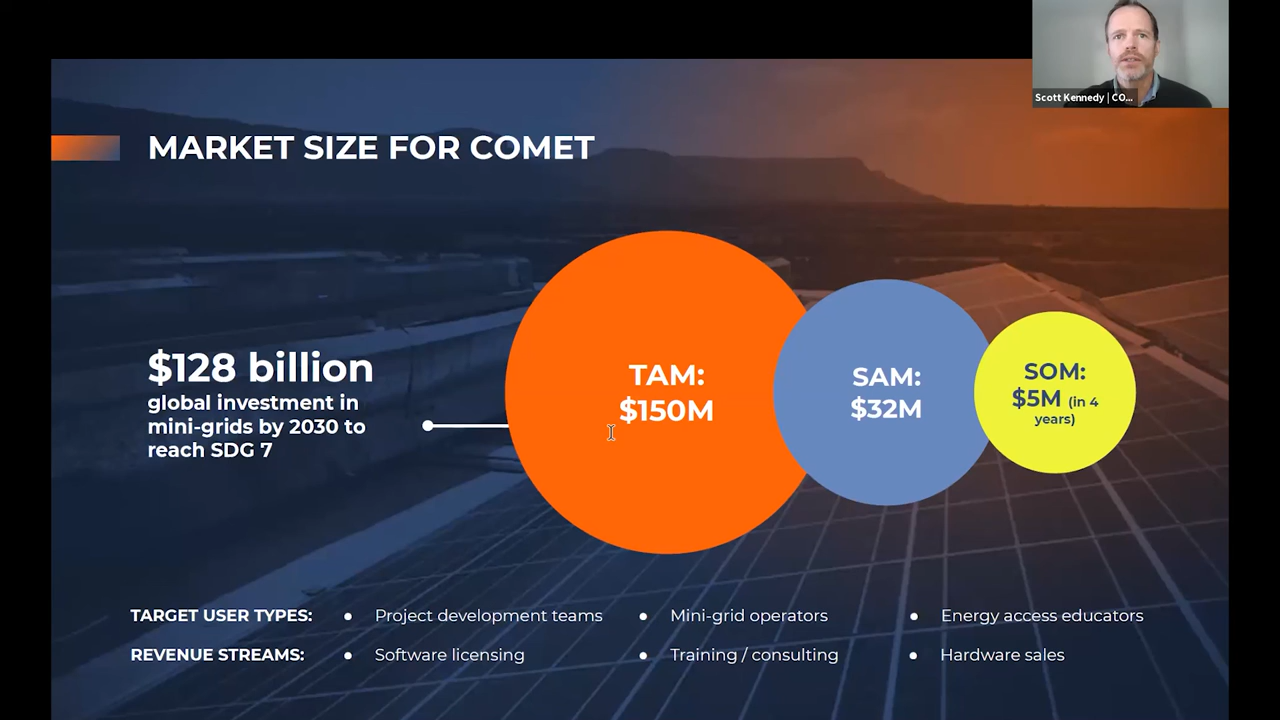 Scott Kennedy | CO...
MARKET SIZE FOR COMET
$128 billion
global investment in
mini-grids by 2030 to
reach SDG 7
TAM:
$150M
SAM:
$32M
SOM:
$5M (in 4
years)
TARGET USER TYPES: • Project development teams • Mini-grid operators • Energy access educators
REVENUE STREAMS: • Software licensing • Training / consulting • Hardware sales